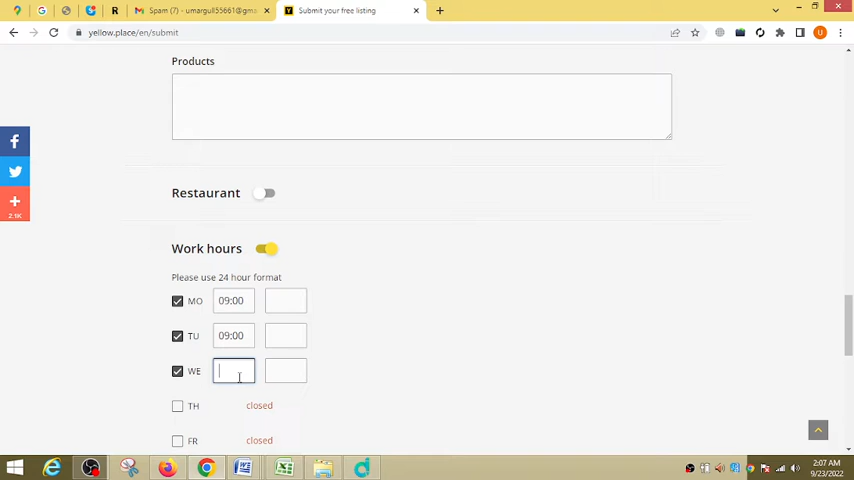 Spam (7) - umargull55661@gm
Submit your free listing
yellow.place/en/submit
U
Products
2.1K
Restaurant
Work hours
Please use 24 hour format
MO 09:00
TU 09:00
WE
TH closed
FR closed
2:07 AM
9/23/2022